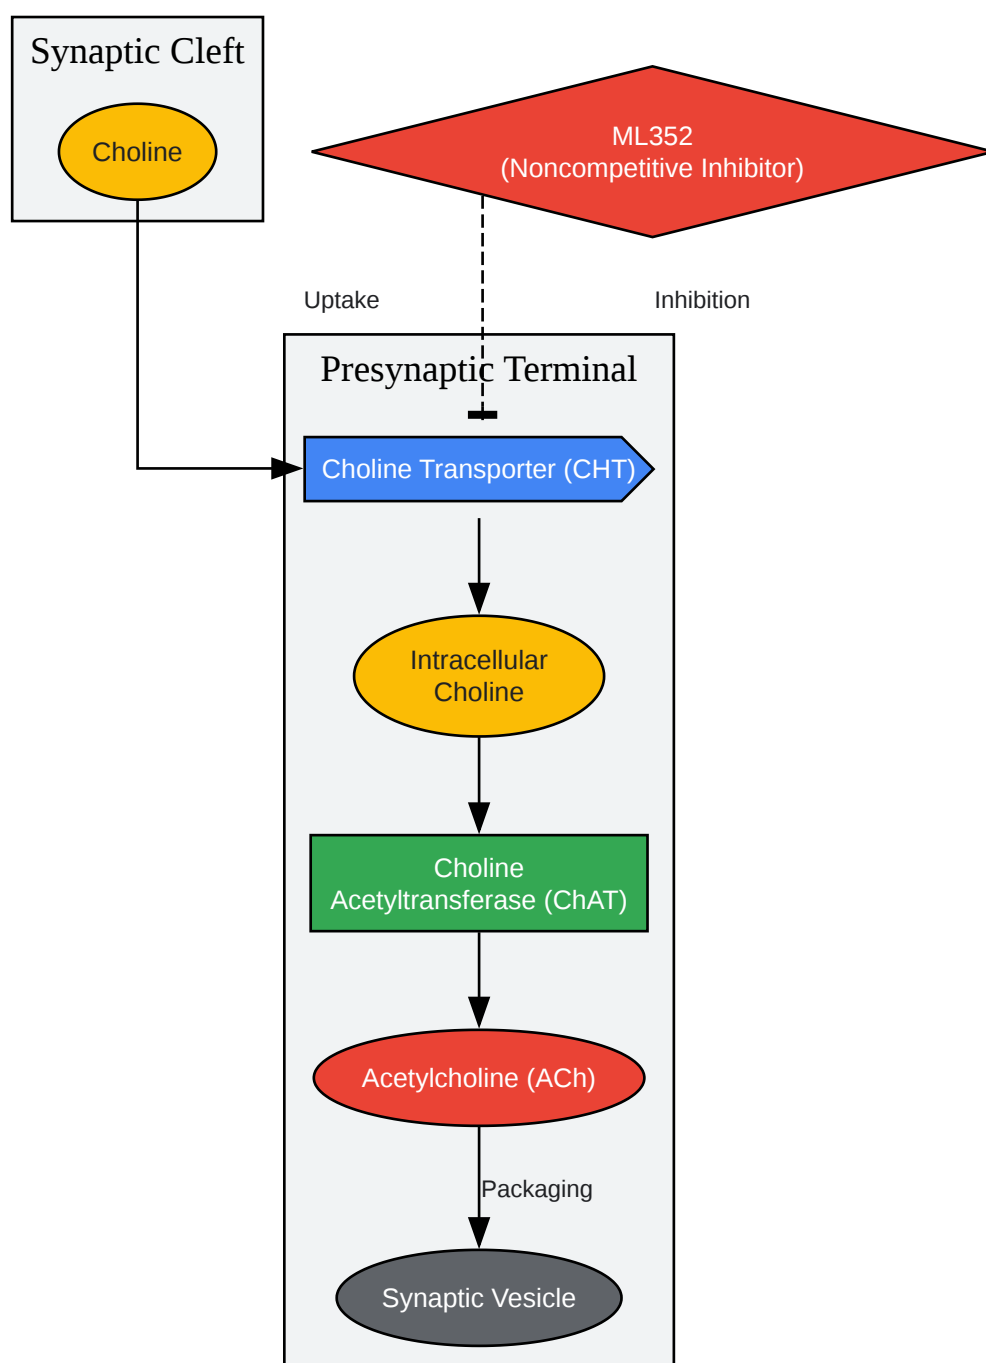 Synaptic Cleft
Choline
ML352
(Noncompetitive Inhibitor)
Uptake
Inhibition
Presynaptic Terminal
Choline Transporter (CHT)
Intracellular
Choline
Choline
Acetyltransferase (ChAT)
Acetylcholine (ACh)
Packaging
Synaptic Vesicle